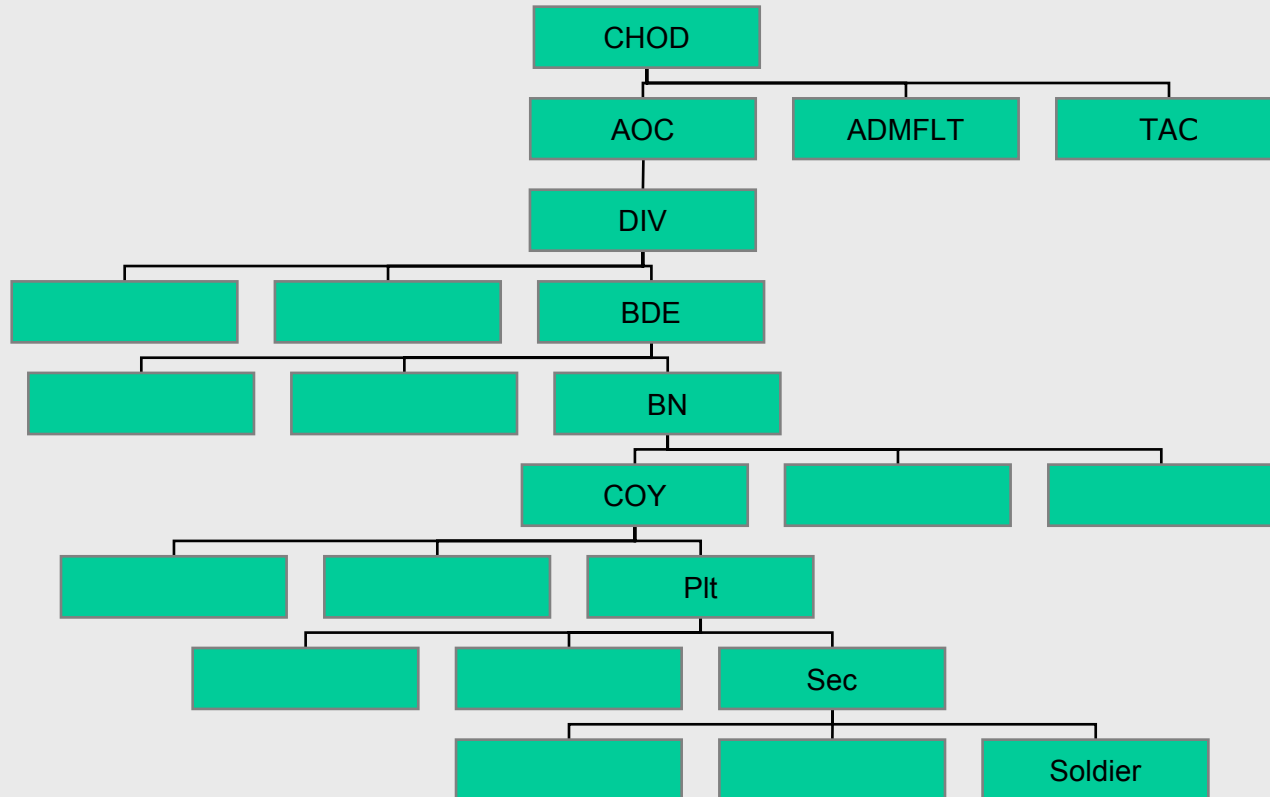 CHOD
AOC ADMFLT TAC
DIV
BDE
BN
COY
Plt
Sec
Soldier